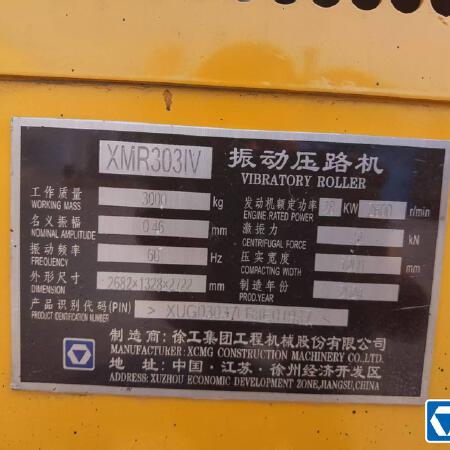 XMR303IV 振动压路机
VIBRATORY ROLLER
工作质量 3000 kg 发动机额定功率 KW r/min
WORKING MASS ENGINE RATED POWER
名义振幅 0.46 mm 激振力 kN
NOMINAL AMPLITUDE CENTRIFUGAL FORCE
振动频率 60 Hz 压实宽度 mm
FREQUENCY COMPACTING WIDTH
外形尺寸 2682×1328×2722 mm 制造年份
DIMENSION PROD.YEAR
产品识别代码(PIN)
PRODUCT IDENTIFICATION NUMBER
制造商:徐工集团工程机械股份有限公司
MANUFACTURER: XCMG CONSTRUCTION MACHINERY CO.,LTD.
地 址:中国·江苏·徐州经济开发区
ADDRESS: XUZHOU ECONOMIC DEVELOPMENT ZONE,JIANGSU,CHINA